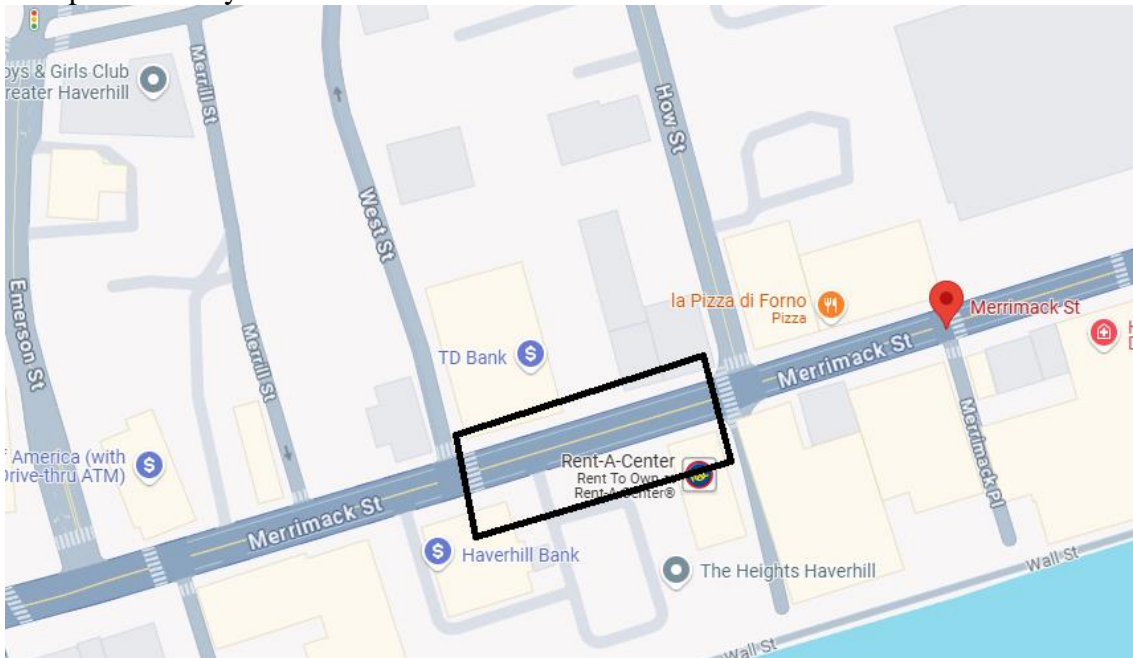 Merrill St
oys & Girls Club
reater Haverhill
How St
West St
Emerson St
la Pizza di Forno
Pizza
Merrimack St
Merrill St
TD Bank
Merrimack St
Merrimack Pl
America (with
Drive-thru ATM)
Rent-A-Center
Rent To Own
Rent-A-Center®
Merrimack St
Haverhill Bank
The Heights Haverhill
Wall St
Wall St